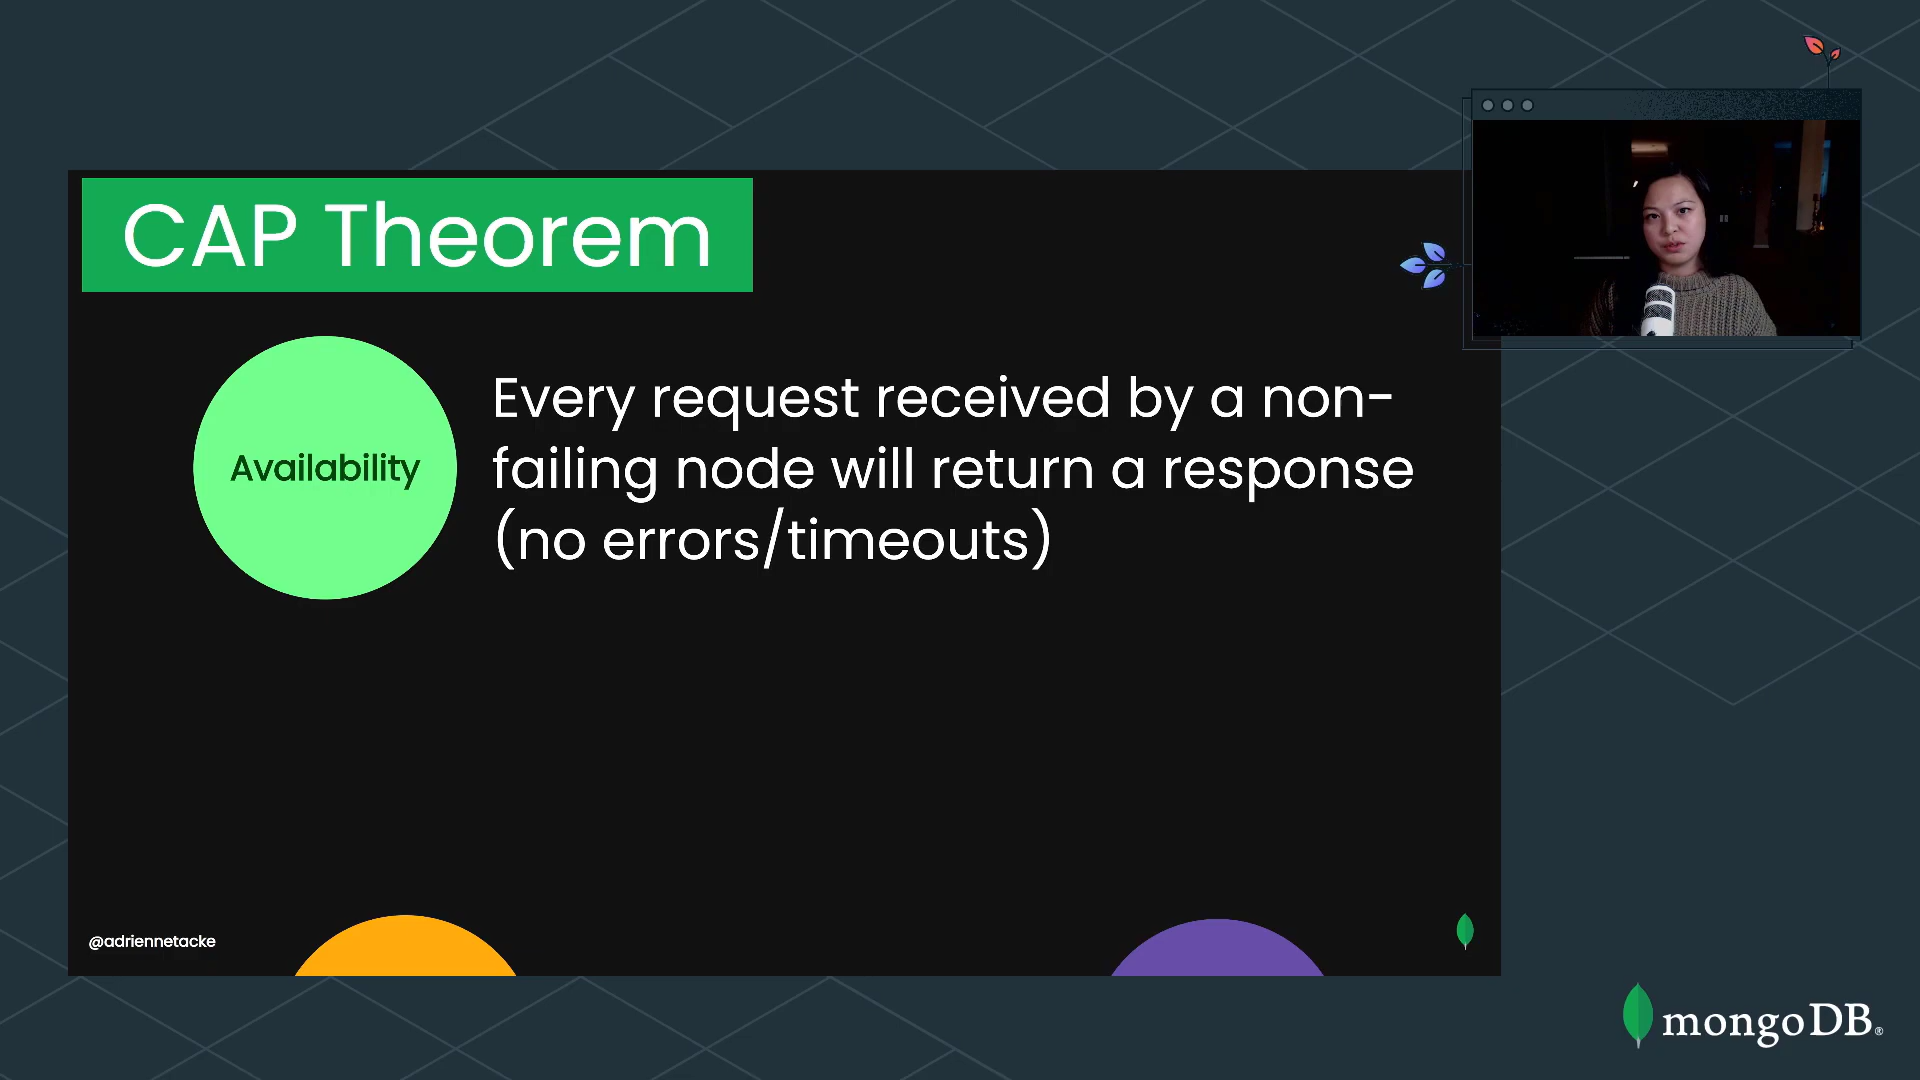 CAP Theorem
Availability
Every request received by a non-
failing node will return a response
(no errors/timeouts)
@adriennetacke
mongoDB®